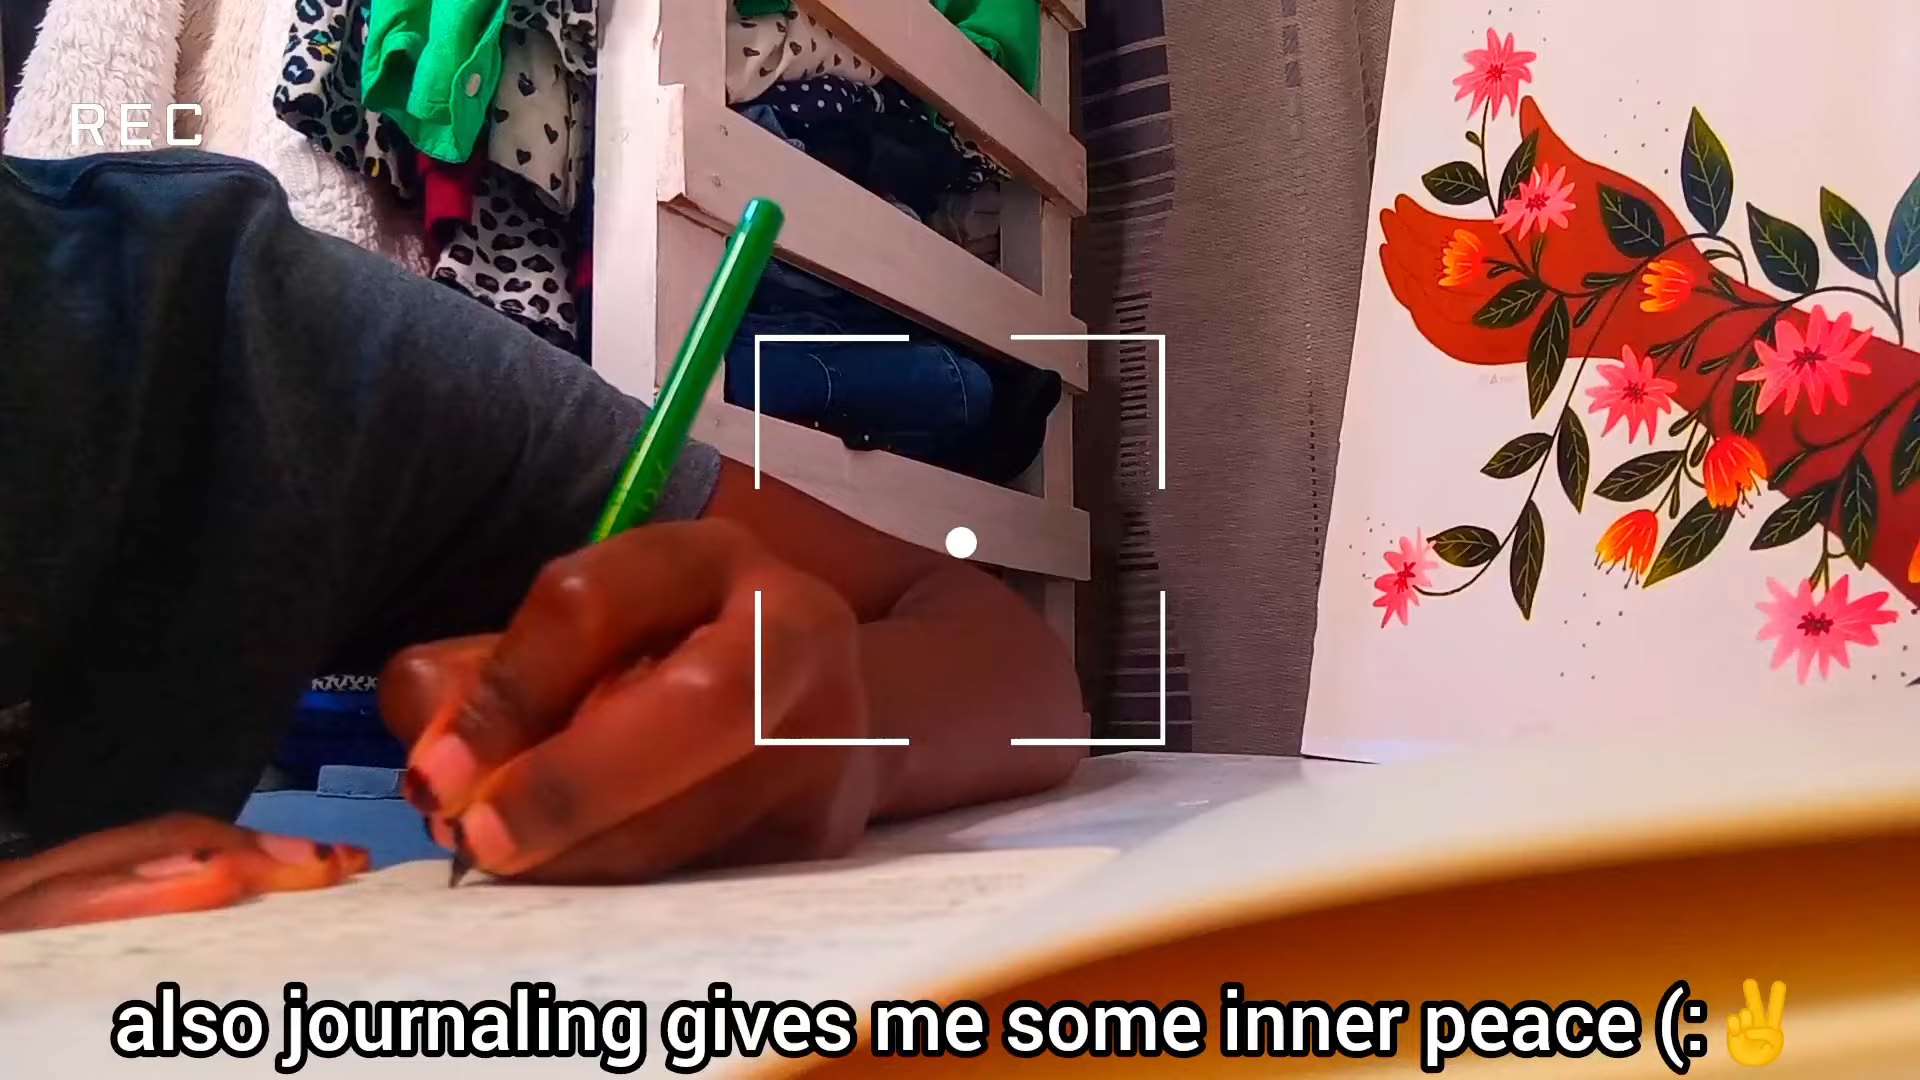 REC
also journaling gives me some inner peace (:✌️